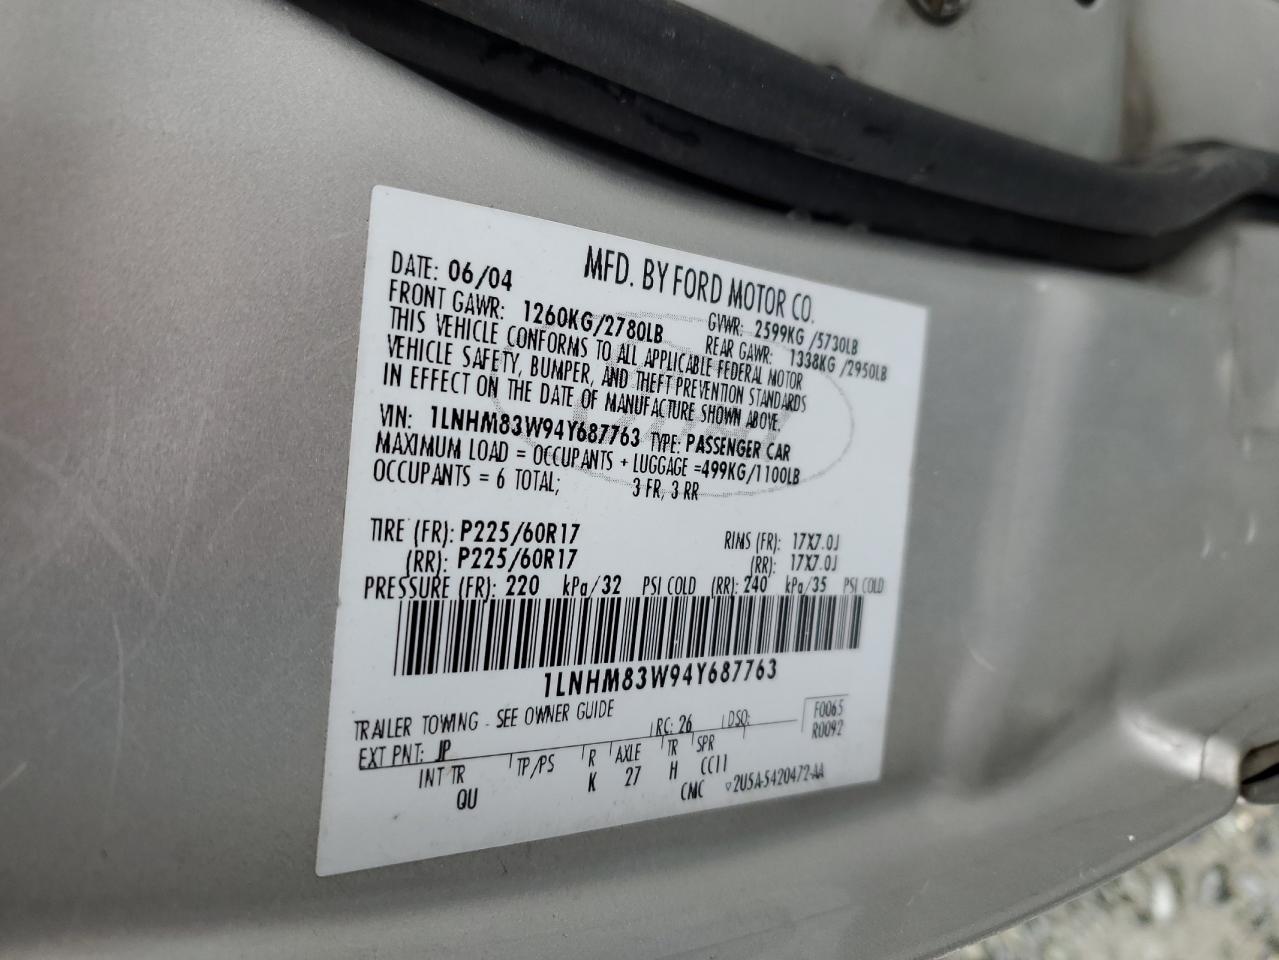 MFD. BY FORD MOTOR CO.
DATE: 06/04 GVWR: 2599KG /5730LB
FRONT GAWR: 1260KG/2780LB REAR GAWR: 1338KG /2950LB
THIS VEHICLE CONFORMS TO ALL APPLICABLE FEDERAL MOTOR
VEHICLE SAFETY, BUMPER, AND THEFT PREVENTION STANDARDS
IN EFFECT ON THE DATE OF MANUFACTURE SHOWN ABOVE.
VIN: 1LNHM83W94Y687763 TYPE: PASSENGER CAR
MAXIMUM LOAD = OCCUPANTS + LUGGAGE =499KG/1100LB
OCCUPANTS = 6 TOTAL; 3 FR, 3 RR
TIRE (FR): P225/60R17 RIMS (FR): 17X7.0J
(RR): P225/60R17 (RR): 17X7.0J
PRESSURE (FR): 220 kPa/32 PSI COLD (RR): 240 kPa/35 PSI COLD
1LNHM83W94Y687763
TRAILER TOWING - SEE OWNER GUIDE
EXT PNT: JP RC: 26 DSO: F0065
R0092
INT TR TP/PS R AXLE TR SPR
QU K 27 H CC11
CMC 2U5A-5420472-AA